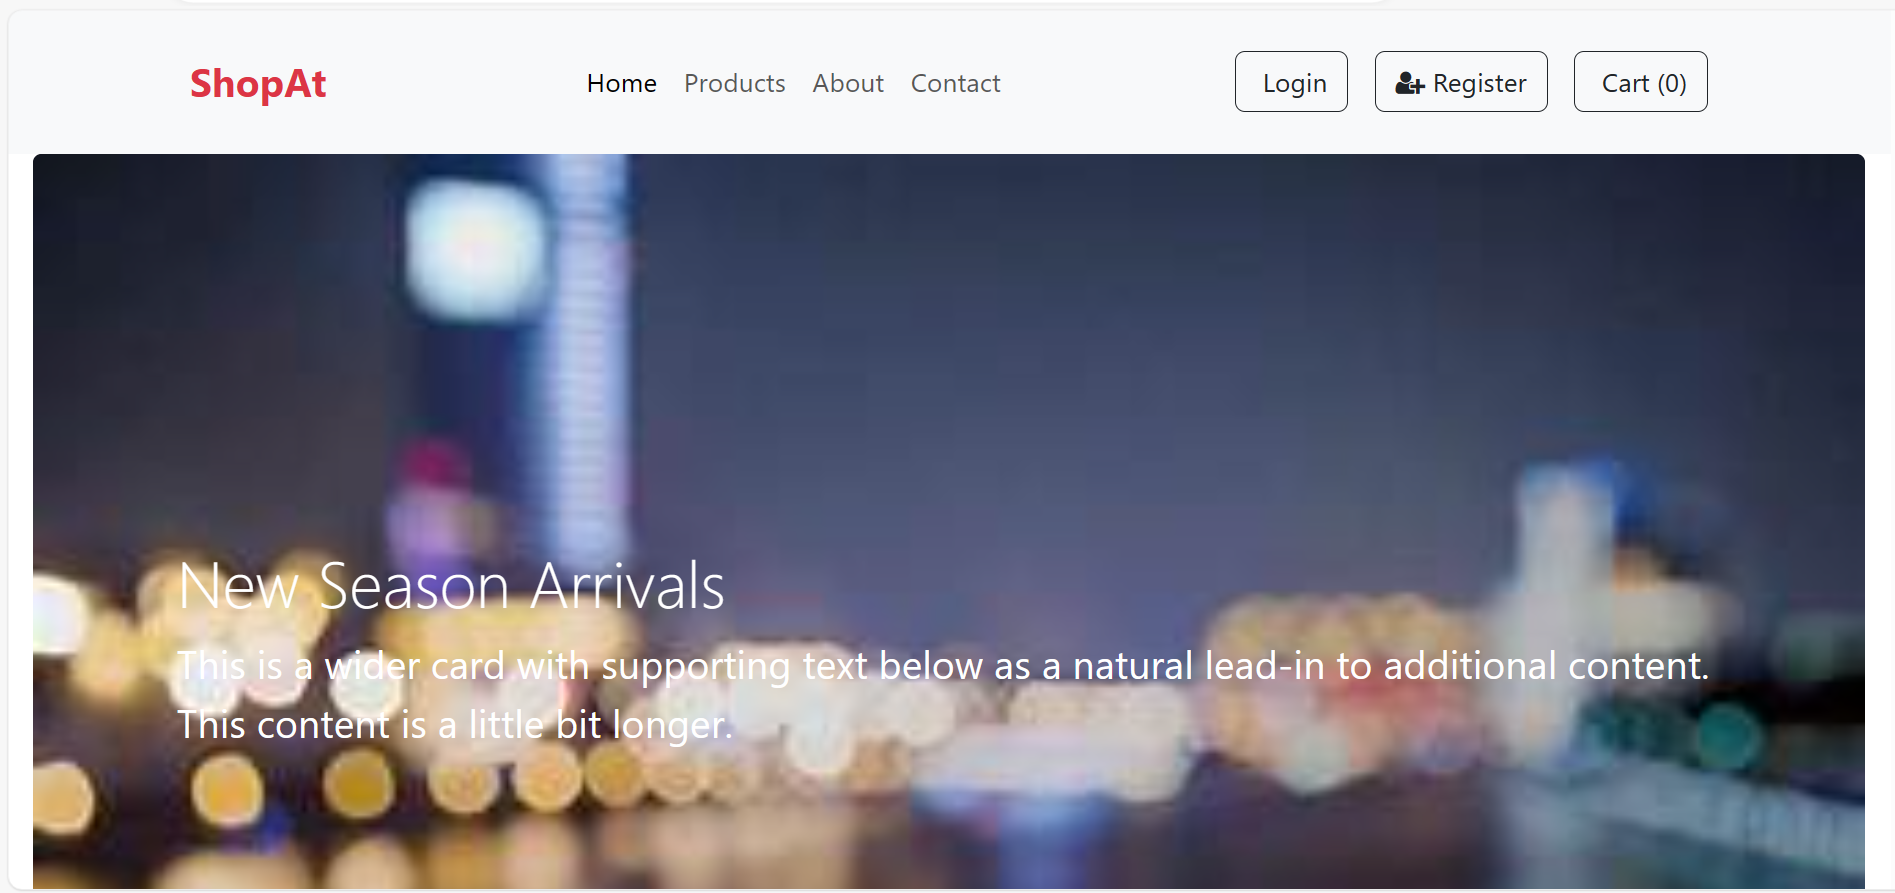 ShopAt
Home Products About Contact
Login Register Cart (0)
New Season Arrivals
This is a wider card with supporting text below as a natural lead-in to additional content.
This content is a little bit longer.